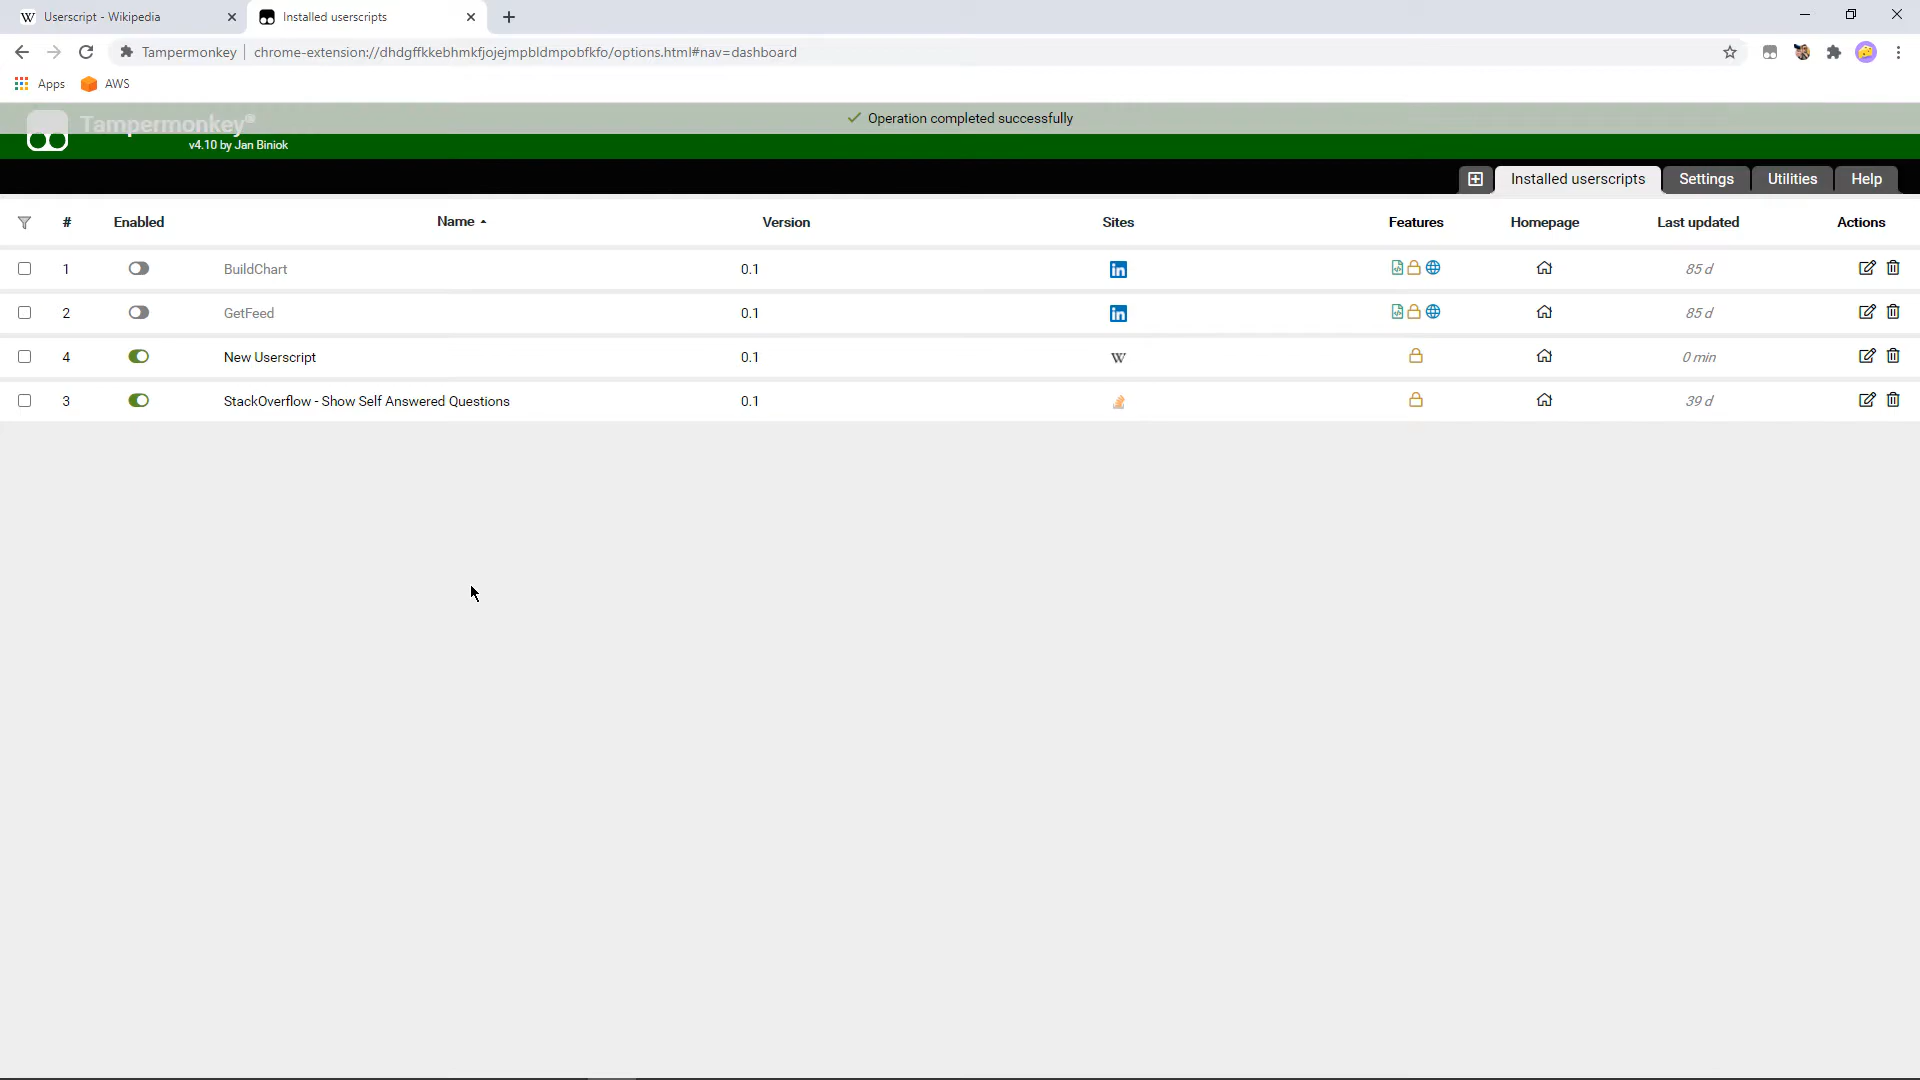 Userscript - Wikipedia
Installed userscripts
Tampermonkey
chrome-extension://dhdgffkkebhmkfjojejmpbldmpobfkfo/options.html#nav=dashboard
Apps
AWS
Operation completed successfully
Tampermonkey®
v4.10 by Jan Biniok
Installed userscripts
Settings
Utilities
Help
# Enabled Name Version Sites Features Homepage Last updated Actions
1 BuildChart 0.1 85 d
2 GetFeed 0.1 85 d
4 New Userscript 0.1 0 min
3 StackOverflow - Show Self Answered Questions 0.1 39 d